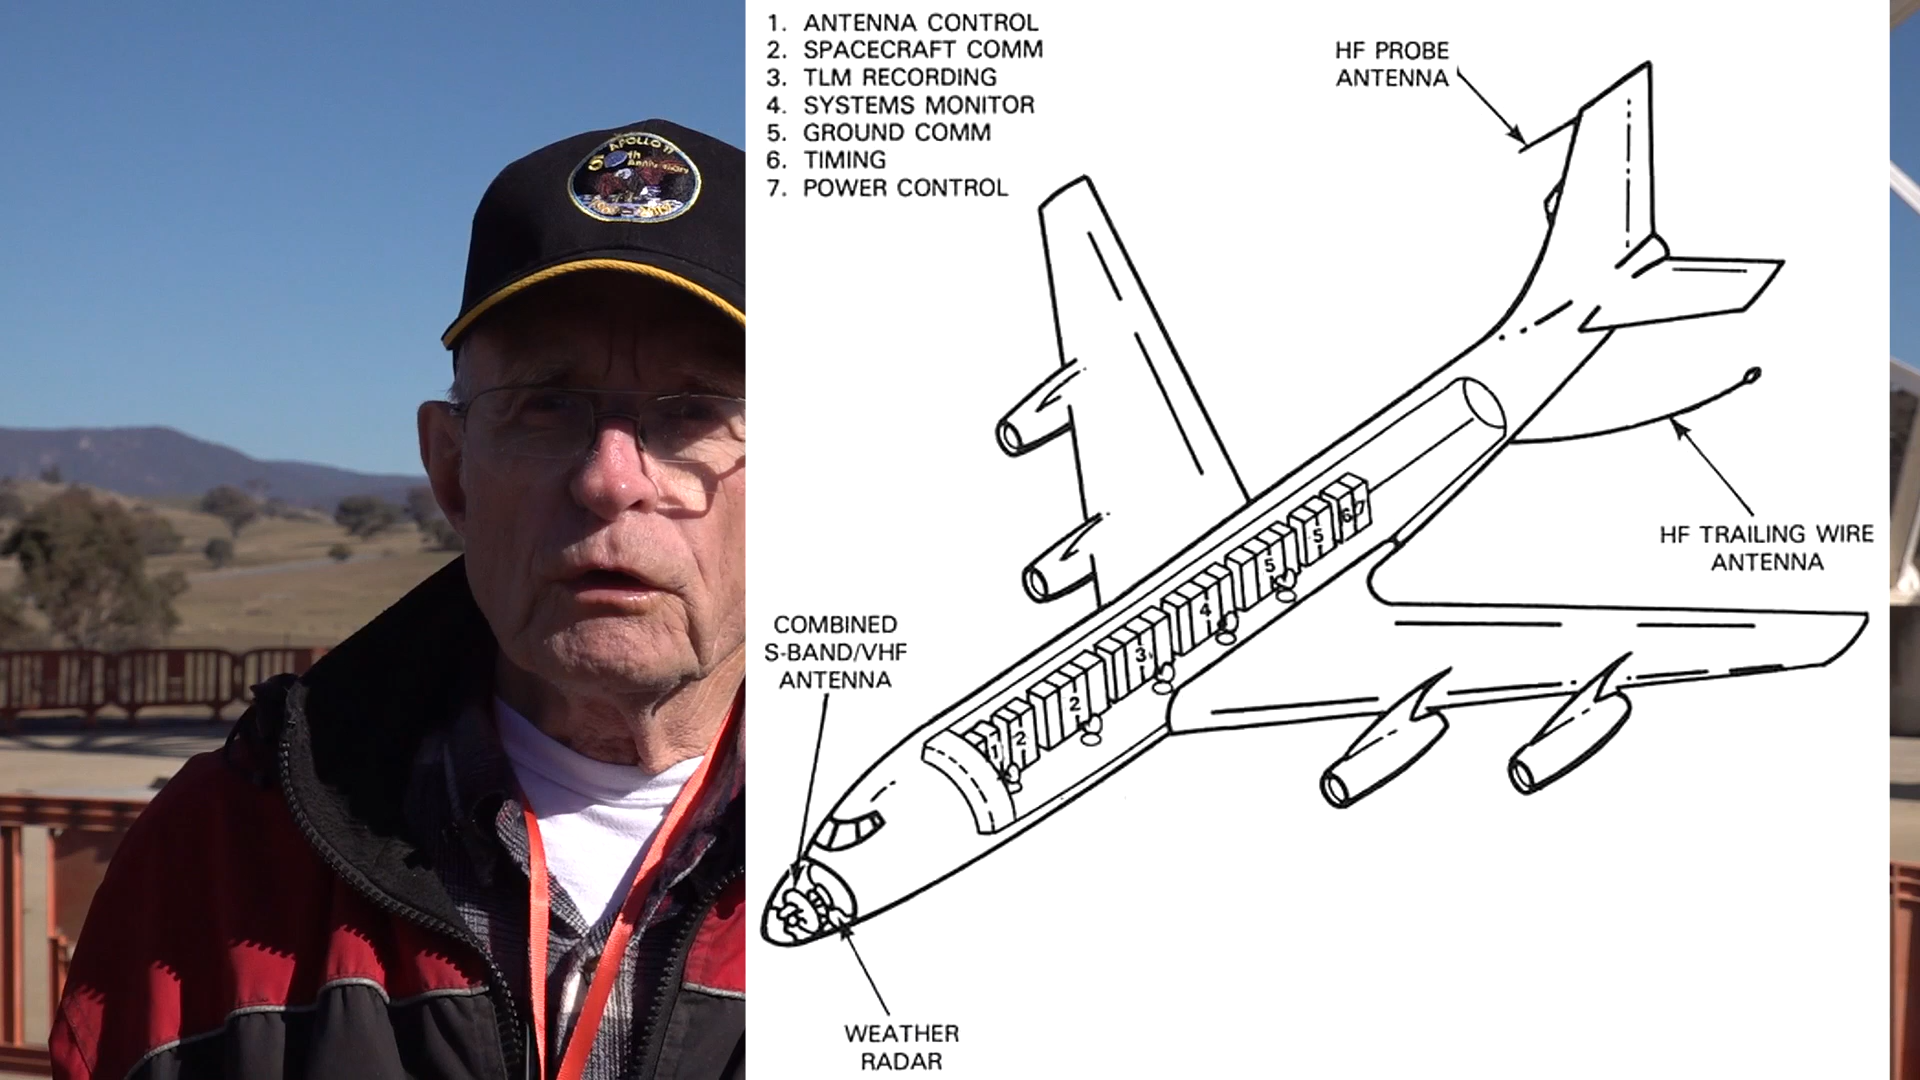 APOLLO 11
th
Anniversary
1. ANTENNA CONTROL
2. SPACECRAFT COMM
3. TLM RECORDING
4. SYSTEMS MONITOR
5. GROUND COMM
6. TIMING
7. POWER CONTROL
HF PROBE
ANTENNA
HF TRAILING WIRE
ANTENNA
COMBINED
S-BAND/VHF
ANTENNA
1
2
2
3
4
5
5
6
7
WEATHER
RADAR